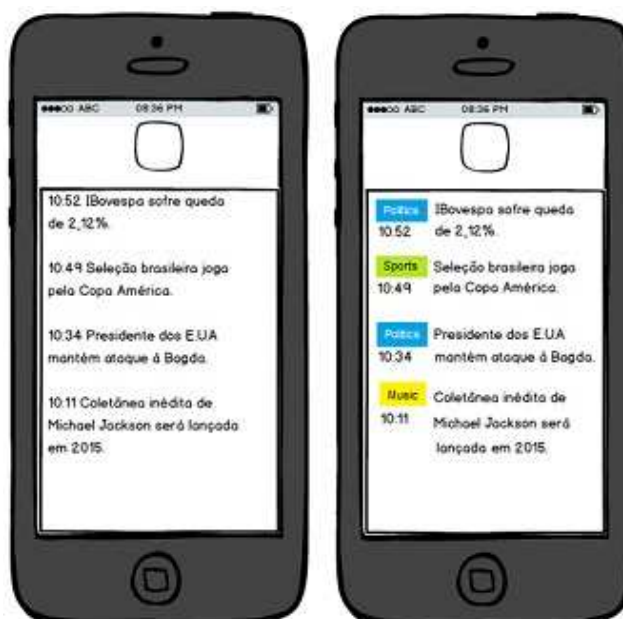 ●●●○○ ABC 08:36 PM
10:52 IBovespa sofre queda
de 2,12%.
10:49 Seleção brasileira joga
pela Copa América.
10:34 Presidente dos E.U.A
mantém ataque á Bagda.
10:11 Coletânea inédita de
Michael Jackson será lançada
em 2015.
●●●○○ ABC 08:36 PM
Politics IBovespa sofre queda
10:52 de 2,12%.
Sports Seleção brasileira joga
10:49 pela Copa América.
Politics Presidente dos E.U.A
10:34 mantém ataque á Bagda.
Music Coletânea inédita de
10:11 Michael Jackson será
lançada em 2015.